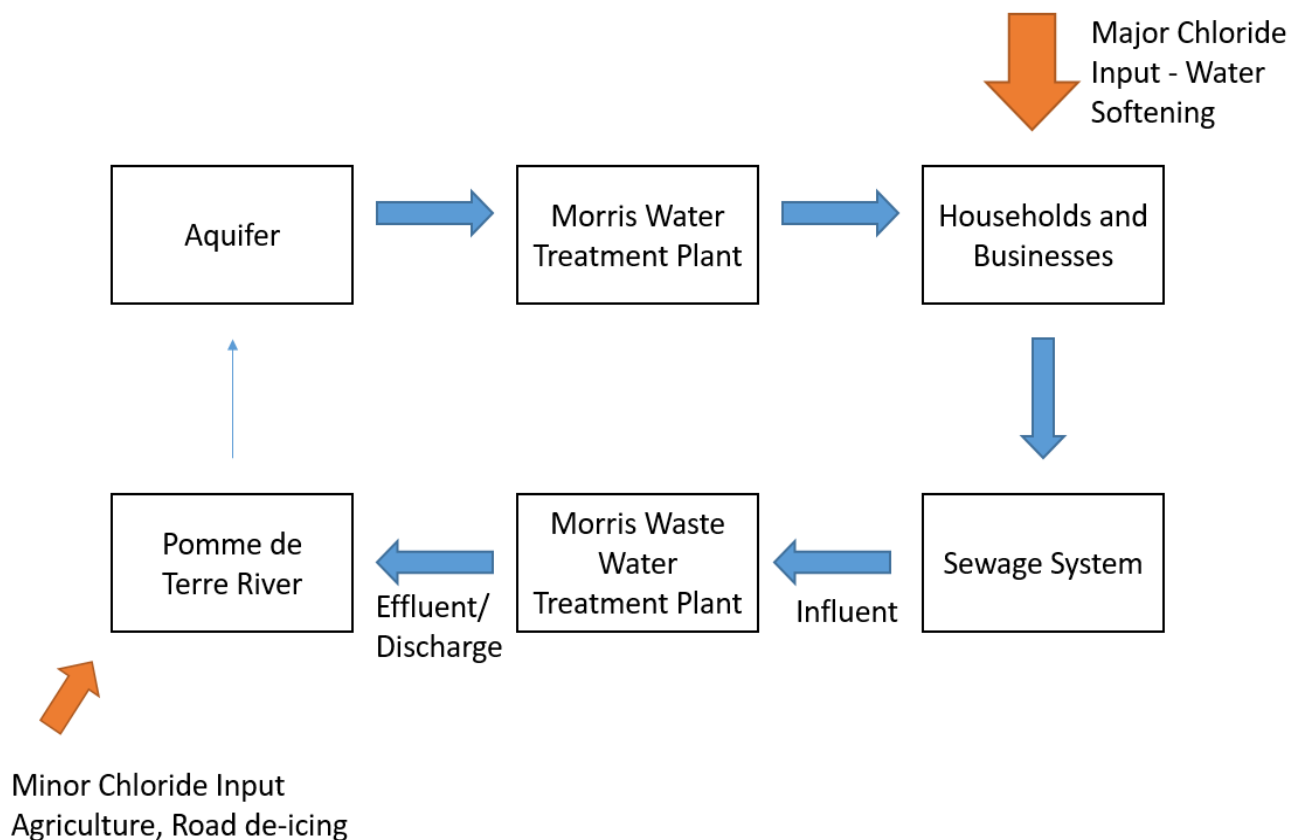 Major Chloride
Input - Water
Softening
Aquifer
Morris Water
Treatment Plant
Households and
Businesses
Pomme de
Terre River
Effluent/
Discharge
Morris Waste
Water
Treatment Plant
Influent
Sewage System
Minor Chloride Input
Agriculture, Road de-icing